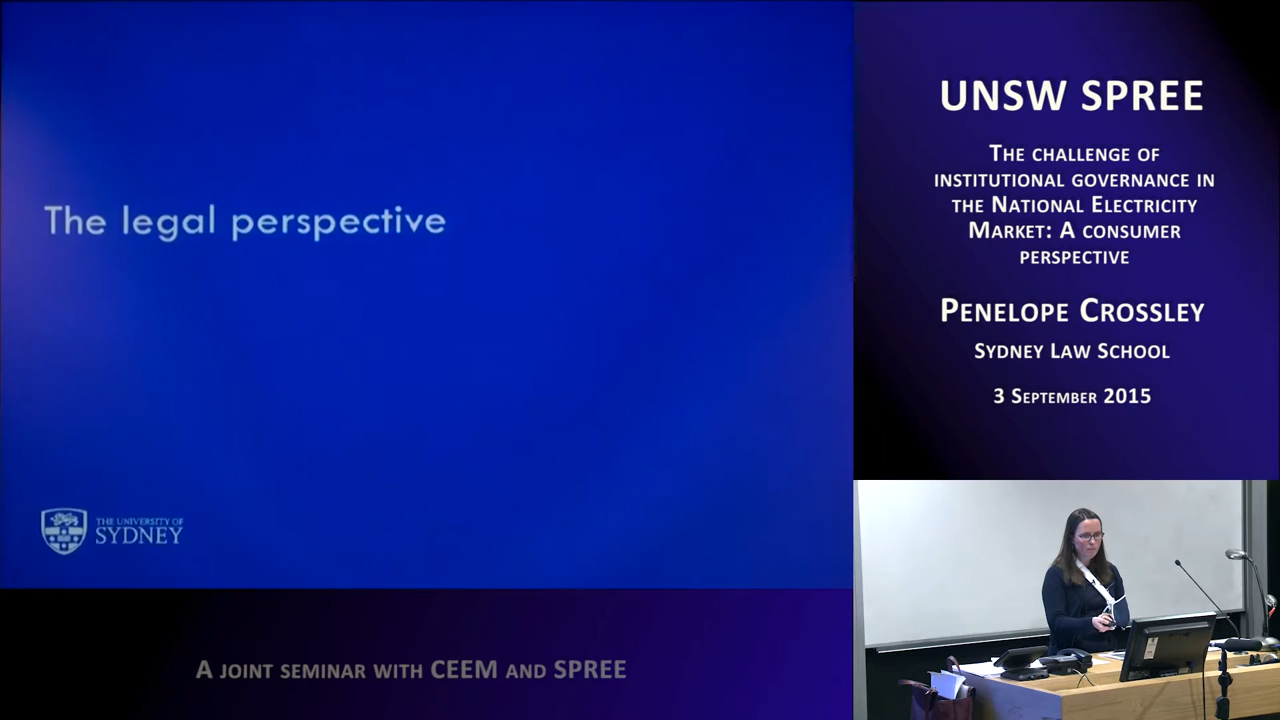 The legal perspective
THE UNIVERSITY OF
SYDNEY
A JOINT SEMINAR WITH CEEM AND SPREE
UNSW SPREE
THE CHALLENGE OF
INSTITUTIONAL GOVERNANCE IN
THE NATIONAL ELECTRICITY
MARKET: A CONSUMER
PERSPECTIVE
PENELOPE CROSSLEY
SYDNEY LAW SCHOOL
3 SEPTEMBER 2015